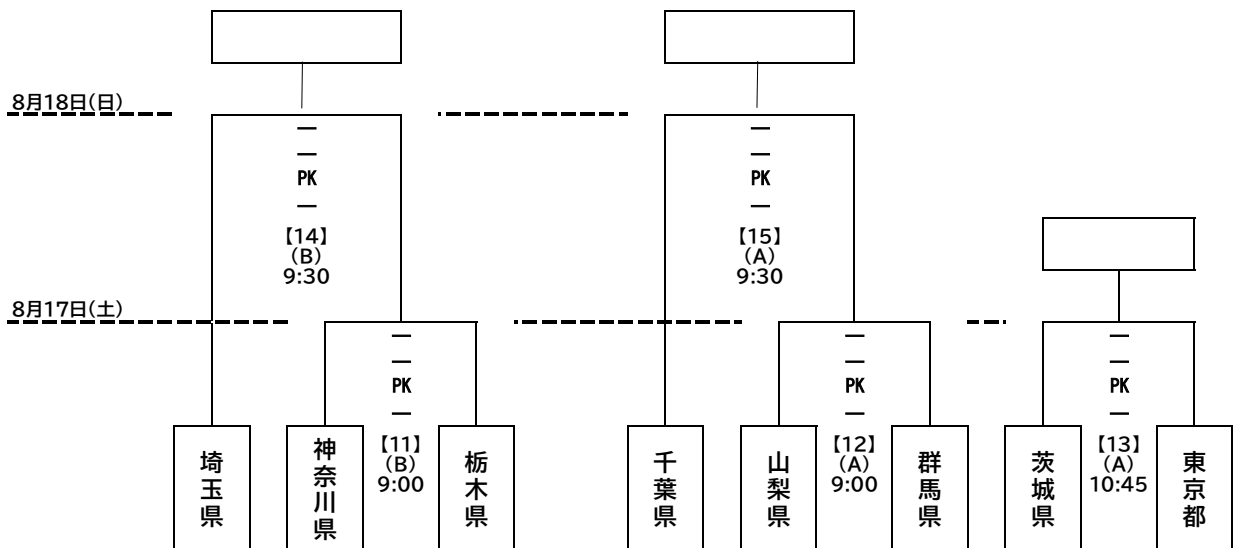 8月18日(日)
ー
ー
PK
ー
【14】
(B)
9:30
ー
ー
PK
ー
【15】
(A)
9:30
8月17日(土)
ー
ー
PK
ー
【11】
(B)
9:00
ー
ー
PK
ー
【12】
(A)
9:00
ー
ー
PK
ー
【13】
(A)
10:45
埼玉県
神奈川県
栃木県
千葉県
山梨県
群馬県
茨城県
東京都